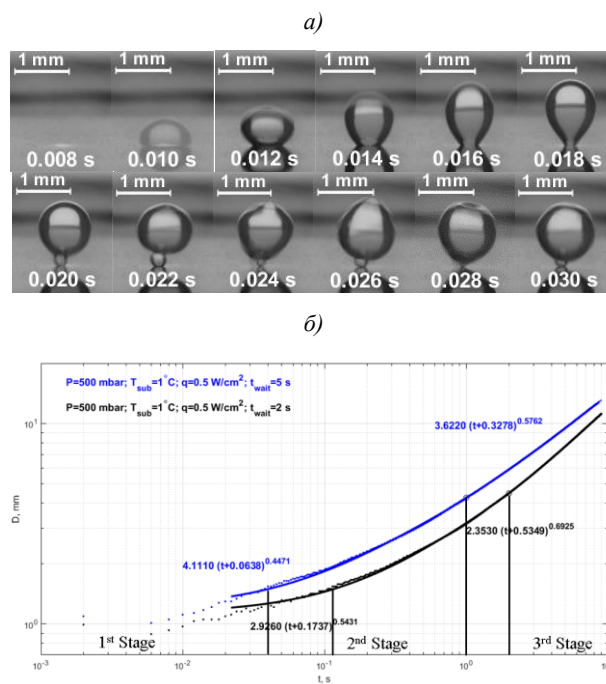 а)
1 mm 1 mm 1 mm 1 mm 1 mm 1 mm
0.008 s 0.010 s 0.012 s 0.014 s 0.016 s 0.018 s
1 mm 1 mm 1 mm 1 mm 1 mm 1 mm
0.020 s 0.022 s 0.024 s 0.026 s 0.028 s 0.030 s
б)
P=500 mbar; T_sub=1°C; q=0.5 W/cm²; t_wait=5 s
P=500 mbar; T_sub=1°C; q=0.5 W/cm²; t_wait=2 s
10¹
3.6220 (t+0.3278)^0.5762
D, mm
2.3530 (t+0.5349)^0.6925
4.1110 (t+0.0638)^0.4471
10⁰
2.9260 (t+0.1737)^0.5431
1st Stage 2nd Stage 3rd Stage
10⁻³ 10⁻² 10⁻¹ 10⁰ 10
t, s